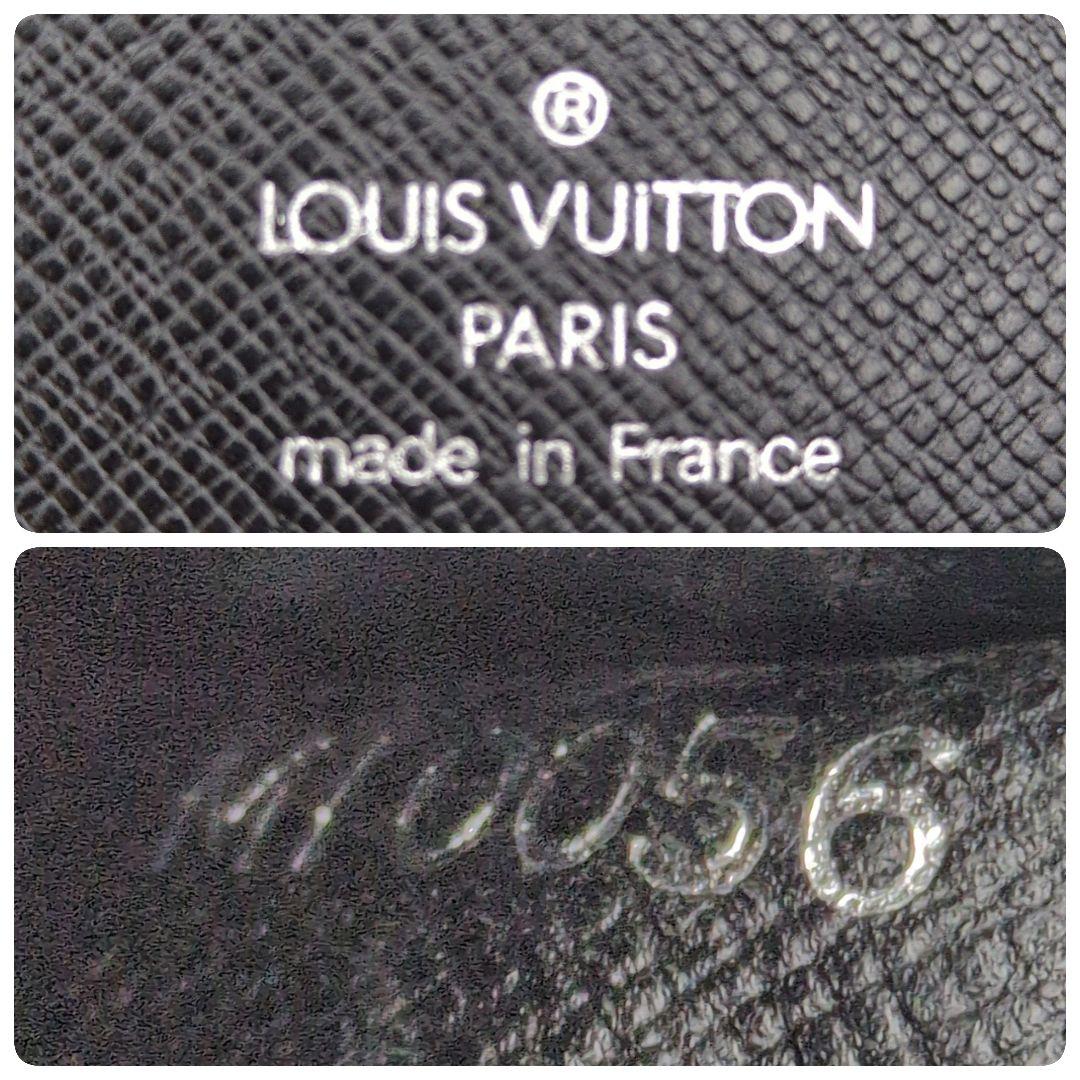 ®
LOUIS VUITTON
PARIS
made in France
MI0056